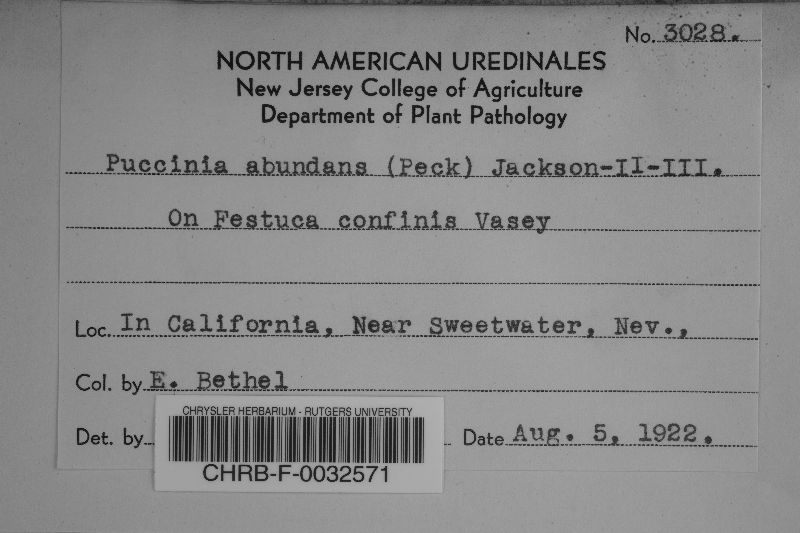 No. 3028.
NORTH AMERICAN UREDINALES
New Jersey College of Agriculture
Department of Plant Pathology
Puccinia abundans (Peck) Jackson-II-III.
On Festuca confinis Vasey
Loc. In California, Near Sweetwater, Nev.,
Col. by E. Bethel
Det. by
Date Aug. 5, 1922.
CHRYSLER HERBARIUM - RUTGERS UNIVERSITY
CHRB-F-0032571